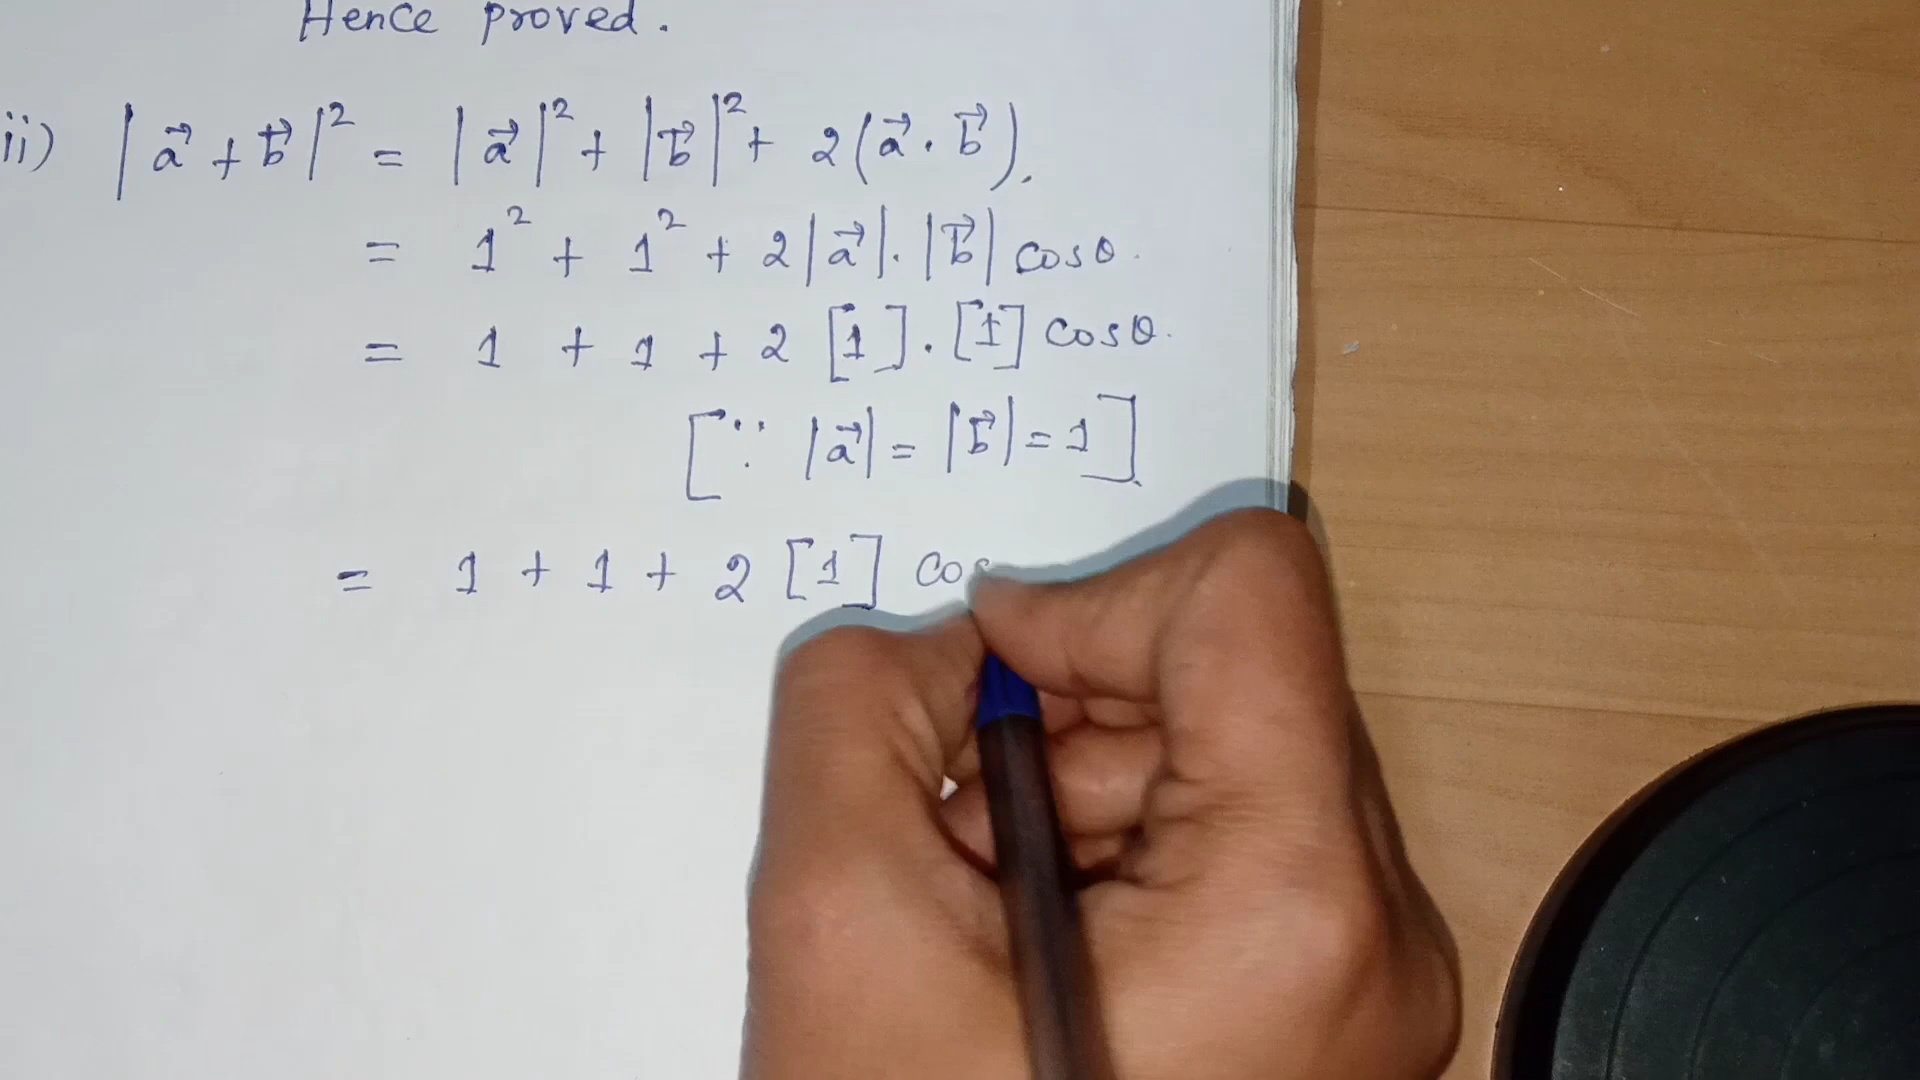 Hence proved.
ii) |a⃗ + b⃗|² = |a⃗|² + |b⃗|² + 2(a⃗ . b⃗).
= 1² + 1² + 2|a⃗|.|b⃗| cosθ.
= 1 + 1 + 2 [1].[1] cosθ.
[∵ |a⃗| = |b⃗| = 1]
= 1 + 1 + 2 [1] cos